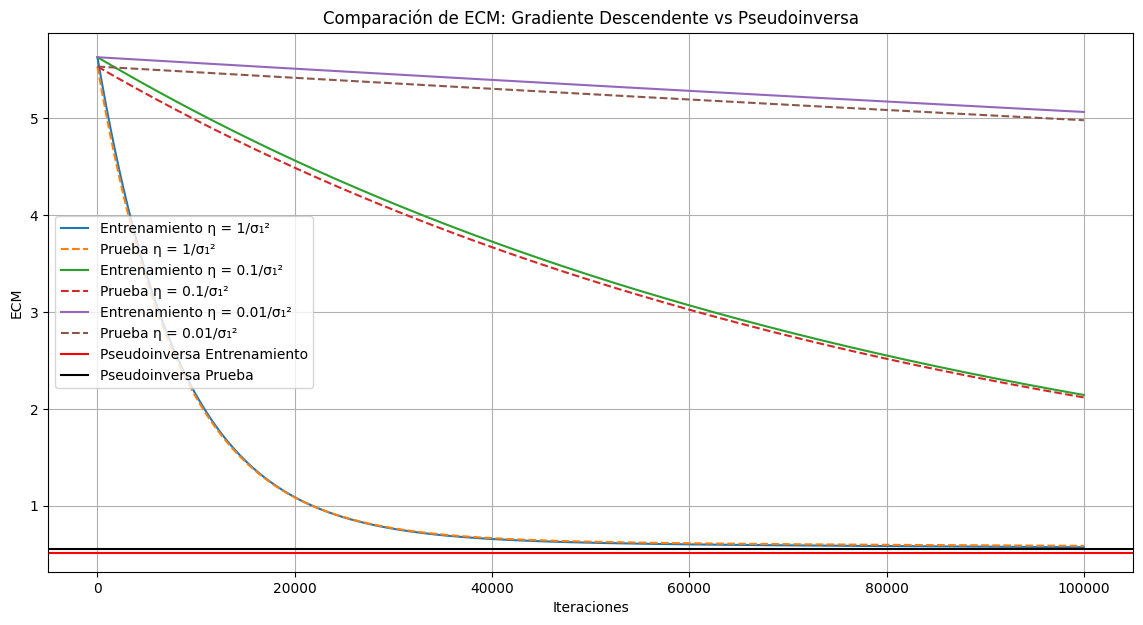 Comparación de ECM: Gradiente Descendente vs Pseudoinversa
ECM
5
4
3
2
1
Entrenamiento η = 1/σ₁²
Prueba η = 1/σ₁²
Entrenamiento η = 0.1/σ₁²
Prueba η = 0.1/σ₁²
Entrenamiento η = 0.01/σ₁²
Prueba η = 0.01/σ₁²
Pseudoinversa Entrenamiento
Pseudoinversa Prueba
0 20000 40000 60000 80000 100000
Iteraciones